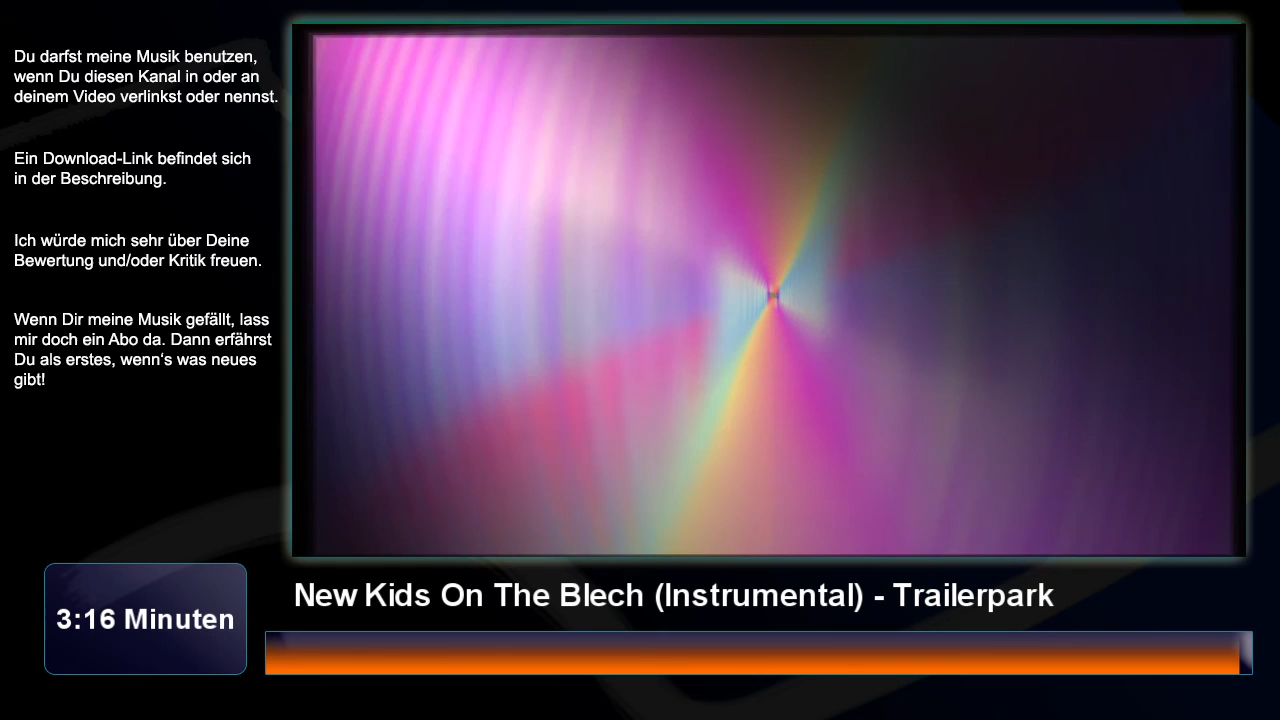 Du darfst meine Musik benutzen,
wenn Du diesen Kanal in oder an
deinem Video verlinkst oder nennst.
Ein Download-Link befindet sich
in der Beschreibung.
Ich würde mich sehr über Deine
Bewertung und/oder Kritik freuen.
Wenn Dir meine Musik gefällt, lass
mir doch ein Abo da. Dann erfährst
Du als erstes, wenn's was neues
gibt!
3:16 Minuten
New Kids On The Blech (Instrumental) - Trailerpark